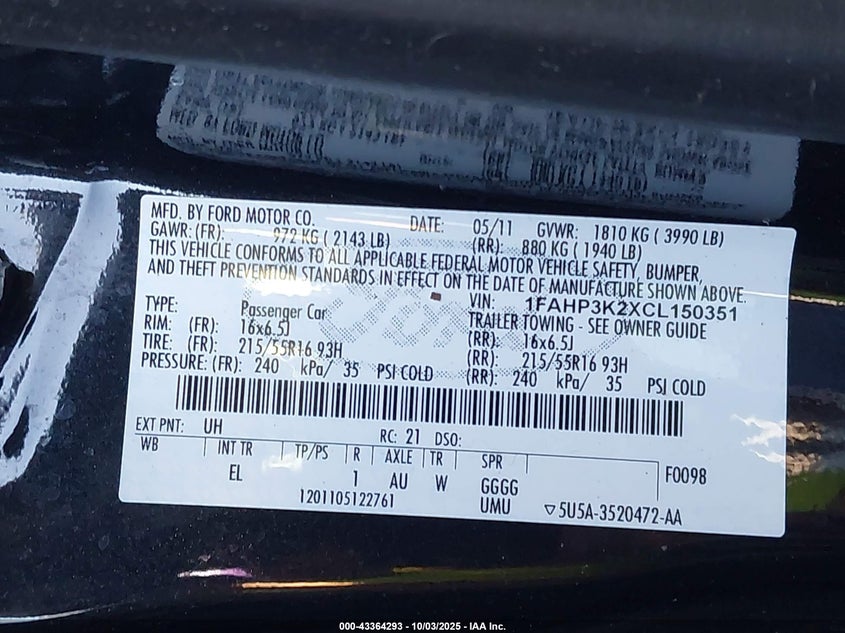 MFD. BY FORD MOTOR CO. DATE: 05/11 GVWR: 1810 KG ( 3990 LB)
GAWR: (FR): 972 KG ( 2143 LB) (RR): 880 KG ( 1940 LB)
THIS VEHICLE CONFORMS TO ALL APPLICABLE FEDERAL MOTOR VEHICLE SAFETY, BUMPER,
AND THEFT PREVENTION STANDARDS IN EFFECT ON THE DATE OF MANUFACTURE SHOWN ABOVE.
VIN: 1FAHP3K2XCL150351
TYPE: Passenger Car TRAILER TOWING - SEE OWNER GUIDE
RIM: (FR): 16x6.5J (RR): 16x6.5J
TIRE: (FR): 215/55R16 93H (RR): 215/55R16 93H
PRESSURE: (FR): 240 kPa/ 35 PSI COLD (RR): 240 kPa/ 35 PSI COLD
EXT PNT: UH RC: 21 DSO:
WB INT TR TP/PS R AXLE TR SPR F0098
EL 1 AU W GGGG
1201105122761 UMU ▽5U5A-3520472-AA
000-43364293 - 10/03/2025 - IAA Inc.